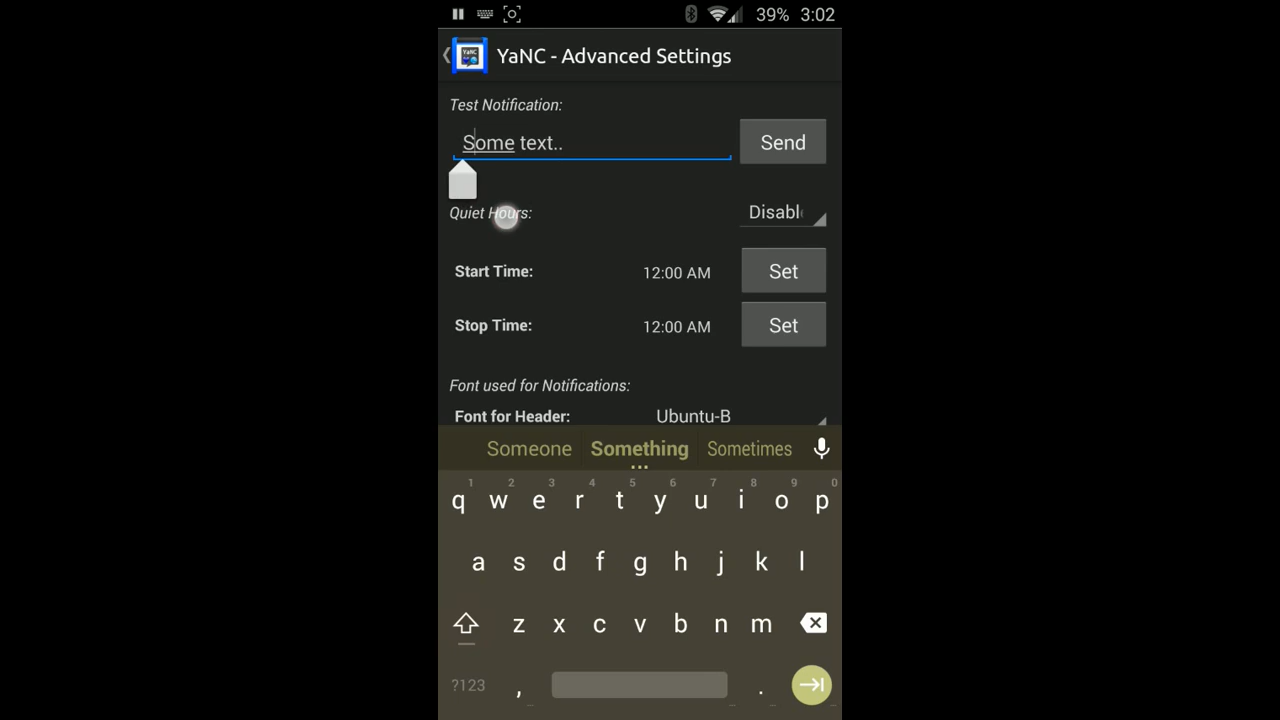 39% 3:02
YaNC
YaNC - Advanced Settings
Test Notification:
Some text.. Send
Quiet Hours: Disabl
Start Time: 12:00 AM Set
Stop Time: 12:00 AM Set
Font used for Notifications:
Font for Header: Ubuntu-B
Someone Something Sometimes
1 2 3 4 5 6 7 8 9 0
q w e r t y u i o p
a s d f g h j k l
z x c v b n m
?123 , .